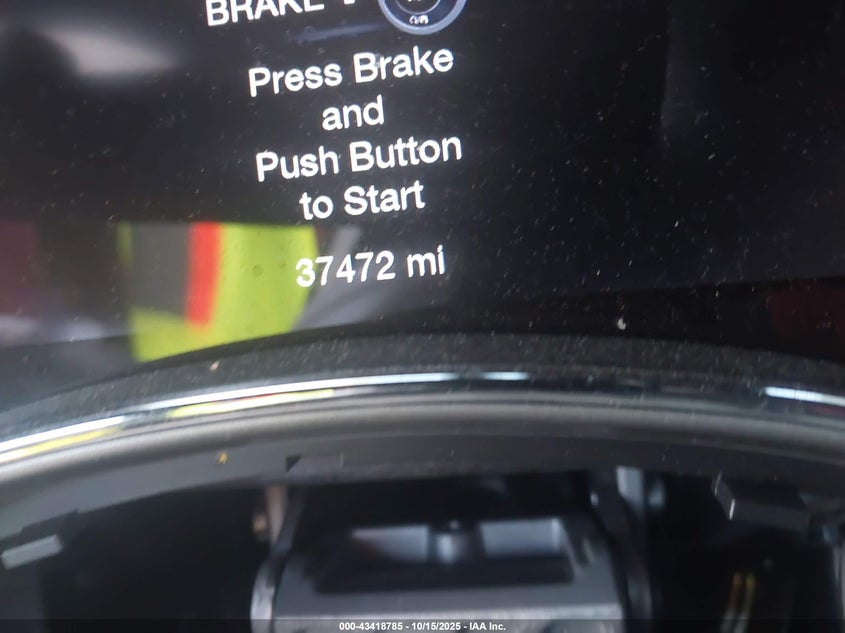 BRAKE
Press Brake
and
Push Button
to Start
37472 mi
000-43418785 - 10/15/2025 - IAA Inc.